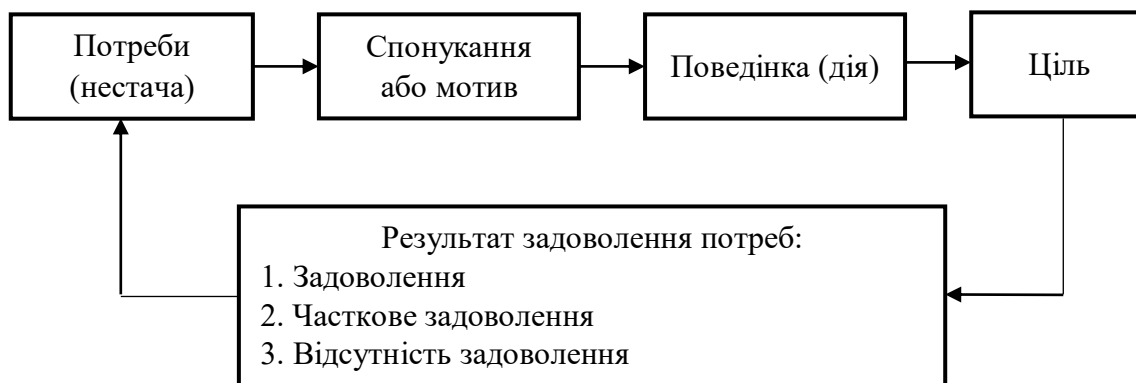 Потреби
(нестача)
Спонукання
або мотив
Поведінка (дія)
Ціль
Результат задоволення потреб:
1. Задоволення
2. Часткове задоволення
3. Відсутність задоволення